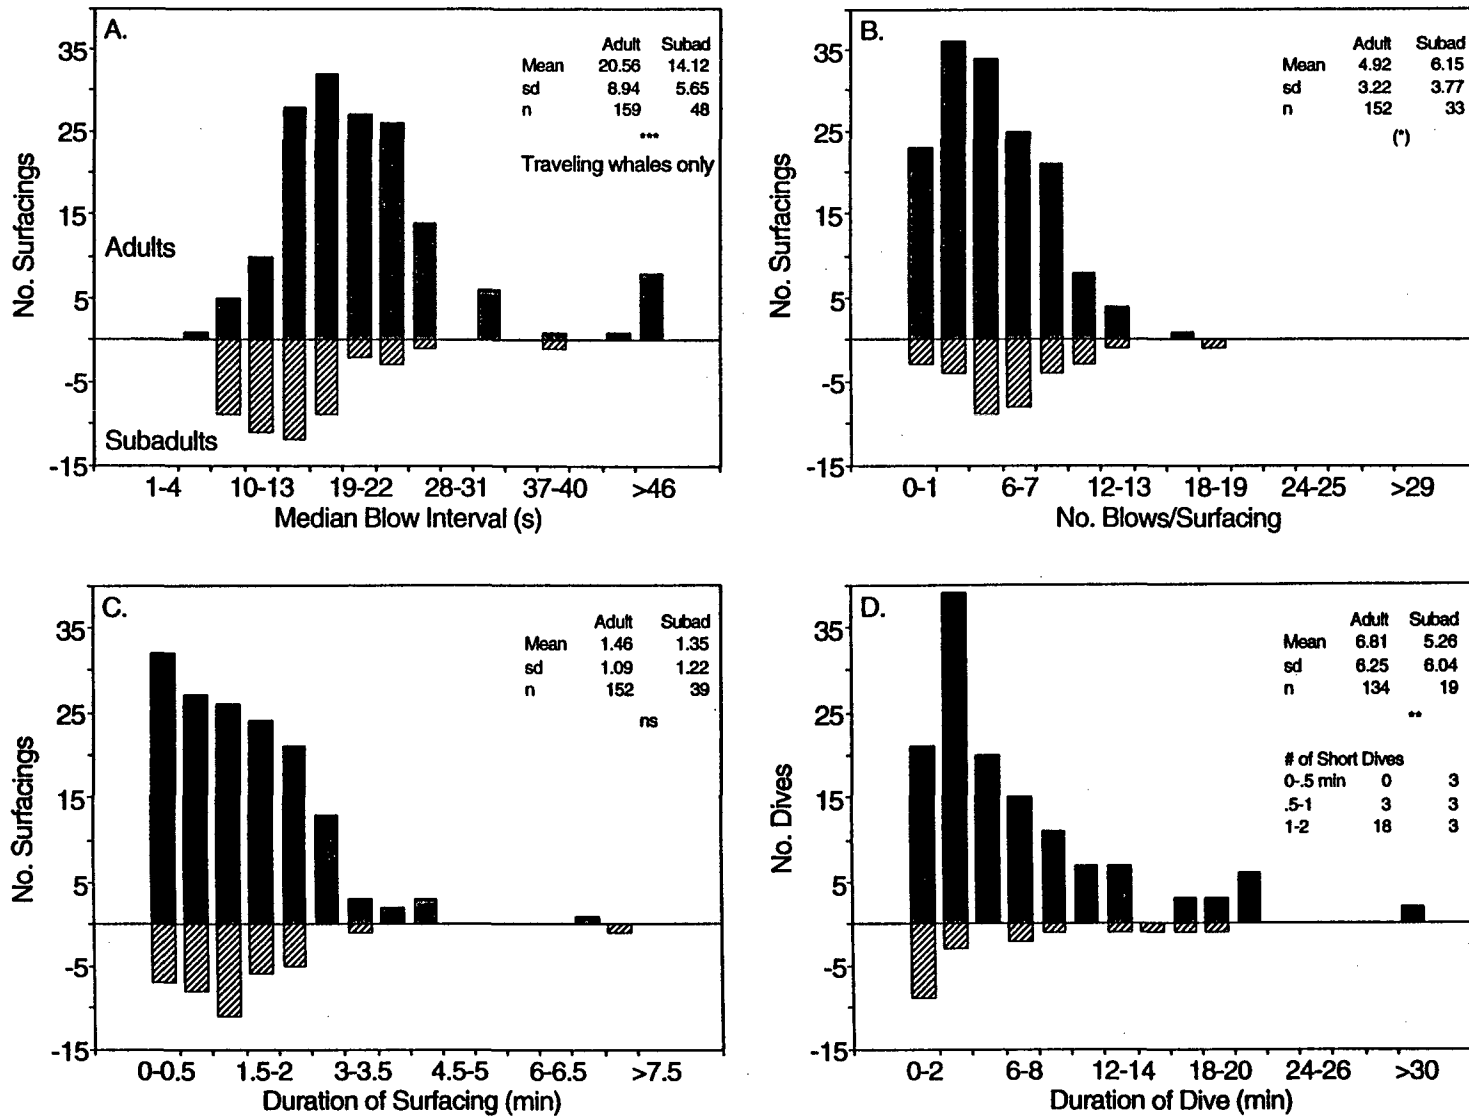 A.
Adult Subad
Mean 20.56 14.12
sd 8.94 5.65
n 159 48
***
Traveling whales only
Adults
Subadults
No. Surfacings
35
25
15
5
-5
-15
1-4 10-13 19-22 28-31 37-40 >46
Median Blow Interval (s)
B.
Adult Subad
Mean 4.92 6.15
sd 3.22 3.77
n 152 33
(*)
No. Surfacings
35
25
15
5
-5
-15
0-1 6-7 12-13 18-19 24-25 >29
No. Blows/Surfacing
C.
Adult Subad
Mean 1.46 1.35
sd 1.09 1.22
n 152 39
ns
No. Surfacings
35
25
15
5
-5
-15
0-0.5 1.5-2 3-3.5 4.5-5 6-6.5 >7.5
Duration of Surfacing (min)
D.
Adult Subad
Mean 6.81 5.26
sd 6.25 6.04
n 134 19
**
# of Short Dives
0-.5 min 0 3
.5-1 3 3
1-2 18 3
No. Dives
35
25
15
5
-5
-15
0-2 6-8 12-14 18-20 24-26 >30
Duration of Dive (min)